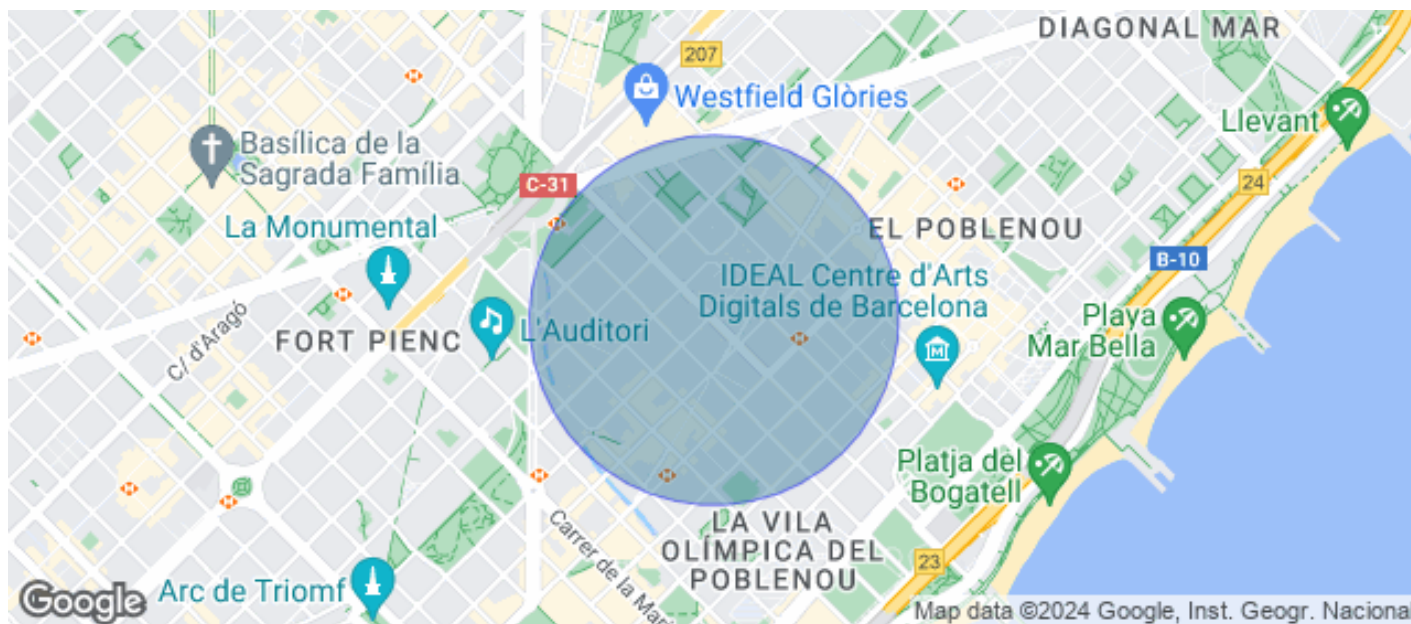 DIAGONAL MAR
207
Westfield Glòries
Llevant
Basílica de la
Sagrada Família
C-31
24
La Monumental
EL POBLENOU
B-10
IDEAL Centre d'Arts
Digitals de Barcelona
Playa
Mar Bella
L'Auditori
FORT PIENC
C/ d'Aragó
Platja del
Bogatell
LA VILA
OLÍMPICA DEL
POBLENOU
23
Carrer de la Mari
Arc de Triomf
Google
Map data ©2024 Google, Inst. Geogr. Nacional